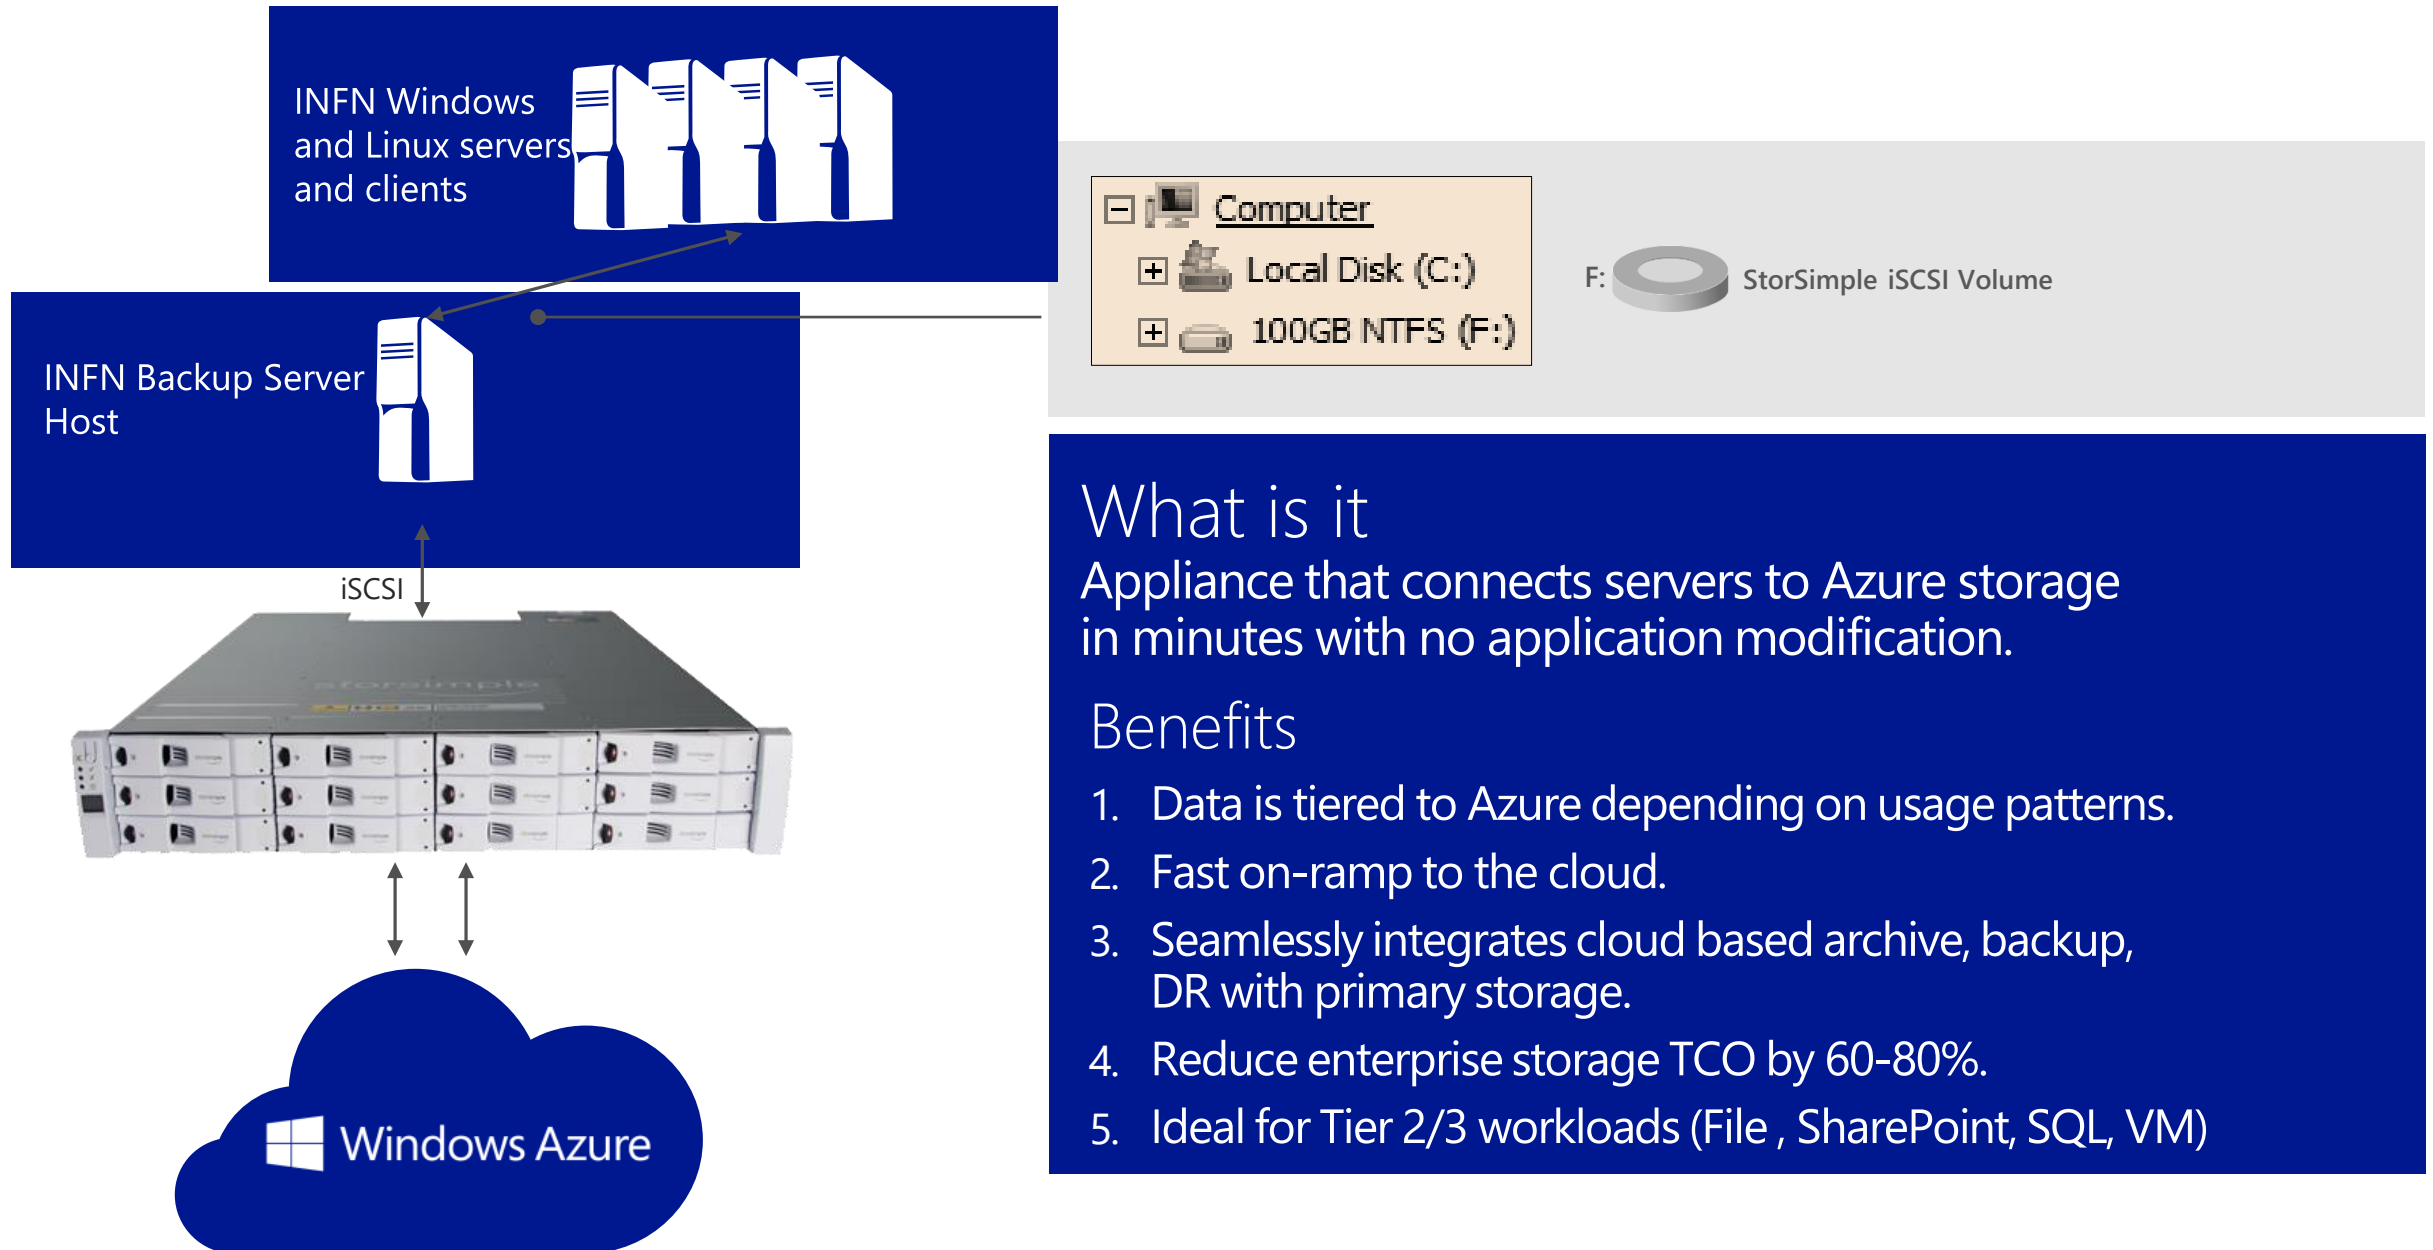 INFN Windows
and Linux servers
and clients
Computer
Local Disk (C:)
100GB NTFS (F:)
F:
StorSimple iSCSI Volume
INFN Backup Server
Host
iSCSI
storsimple
Windows Azure
What is it
Appliance that connects servers to Azure storage
in minutes with no application modification.
Benefits
1. Data is tiered to Azure depending on usage patterns.
2. Fast on-ramp to the cloud.
3. Seamlessly integrates cloud based archive, backup,
DR with primary storage.
4. Reduce enterprise storage TCO by 60-80%.
5. Ideal for Tier 2/3 workloads (File , SharePoint, SQL, VM)